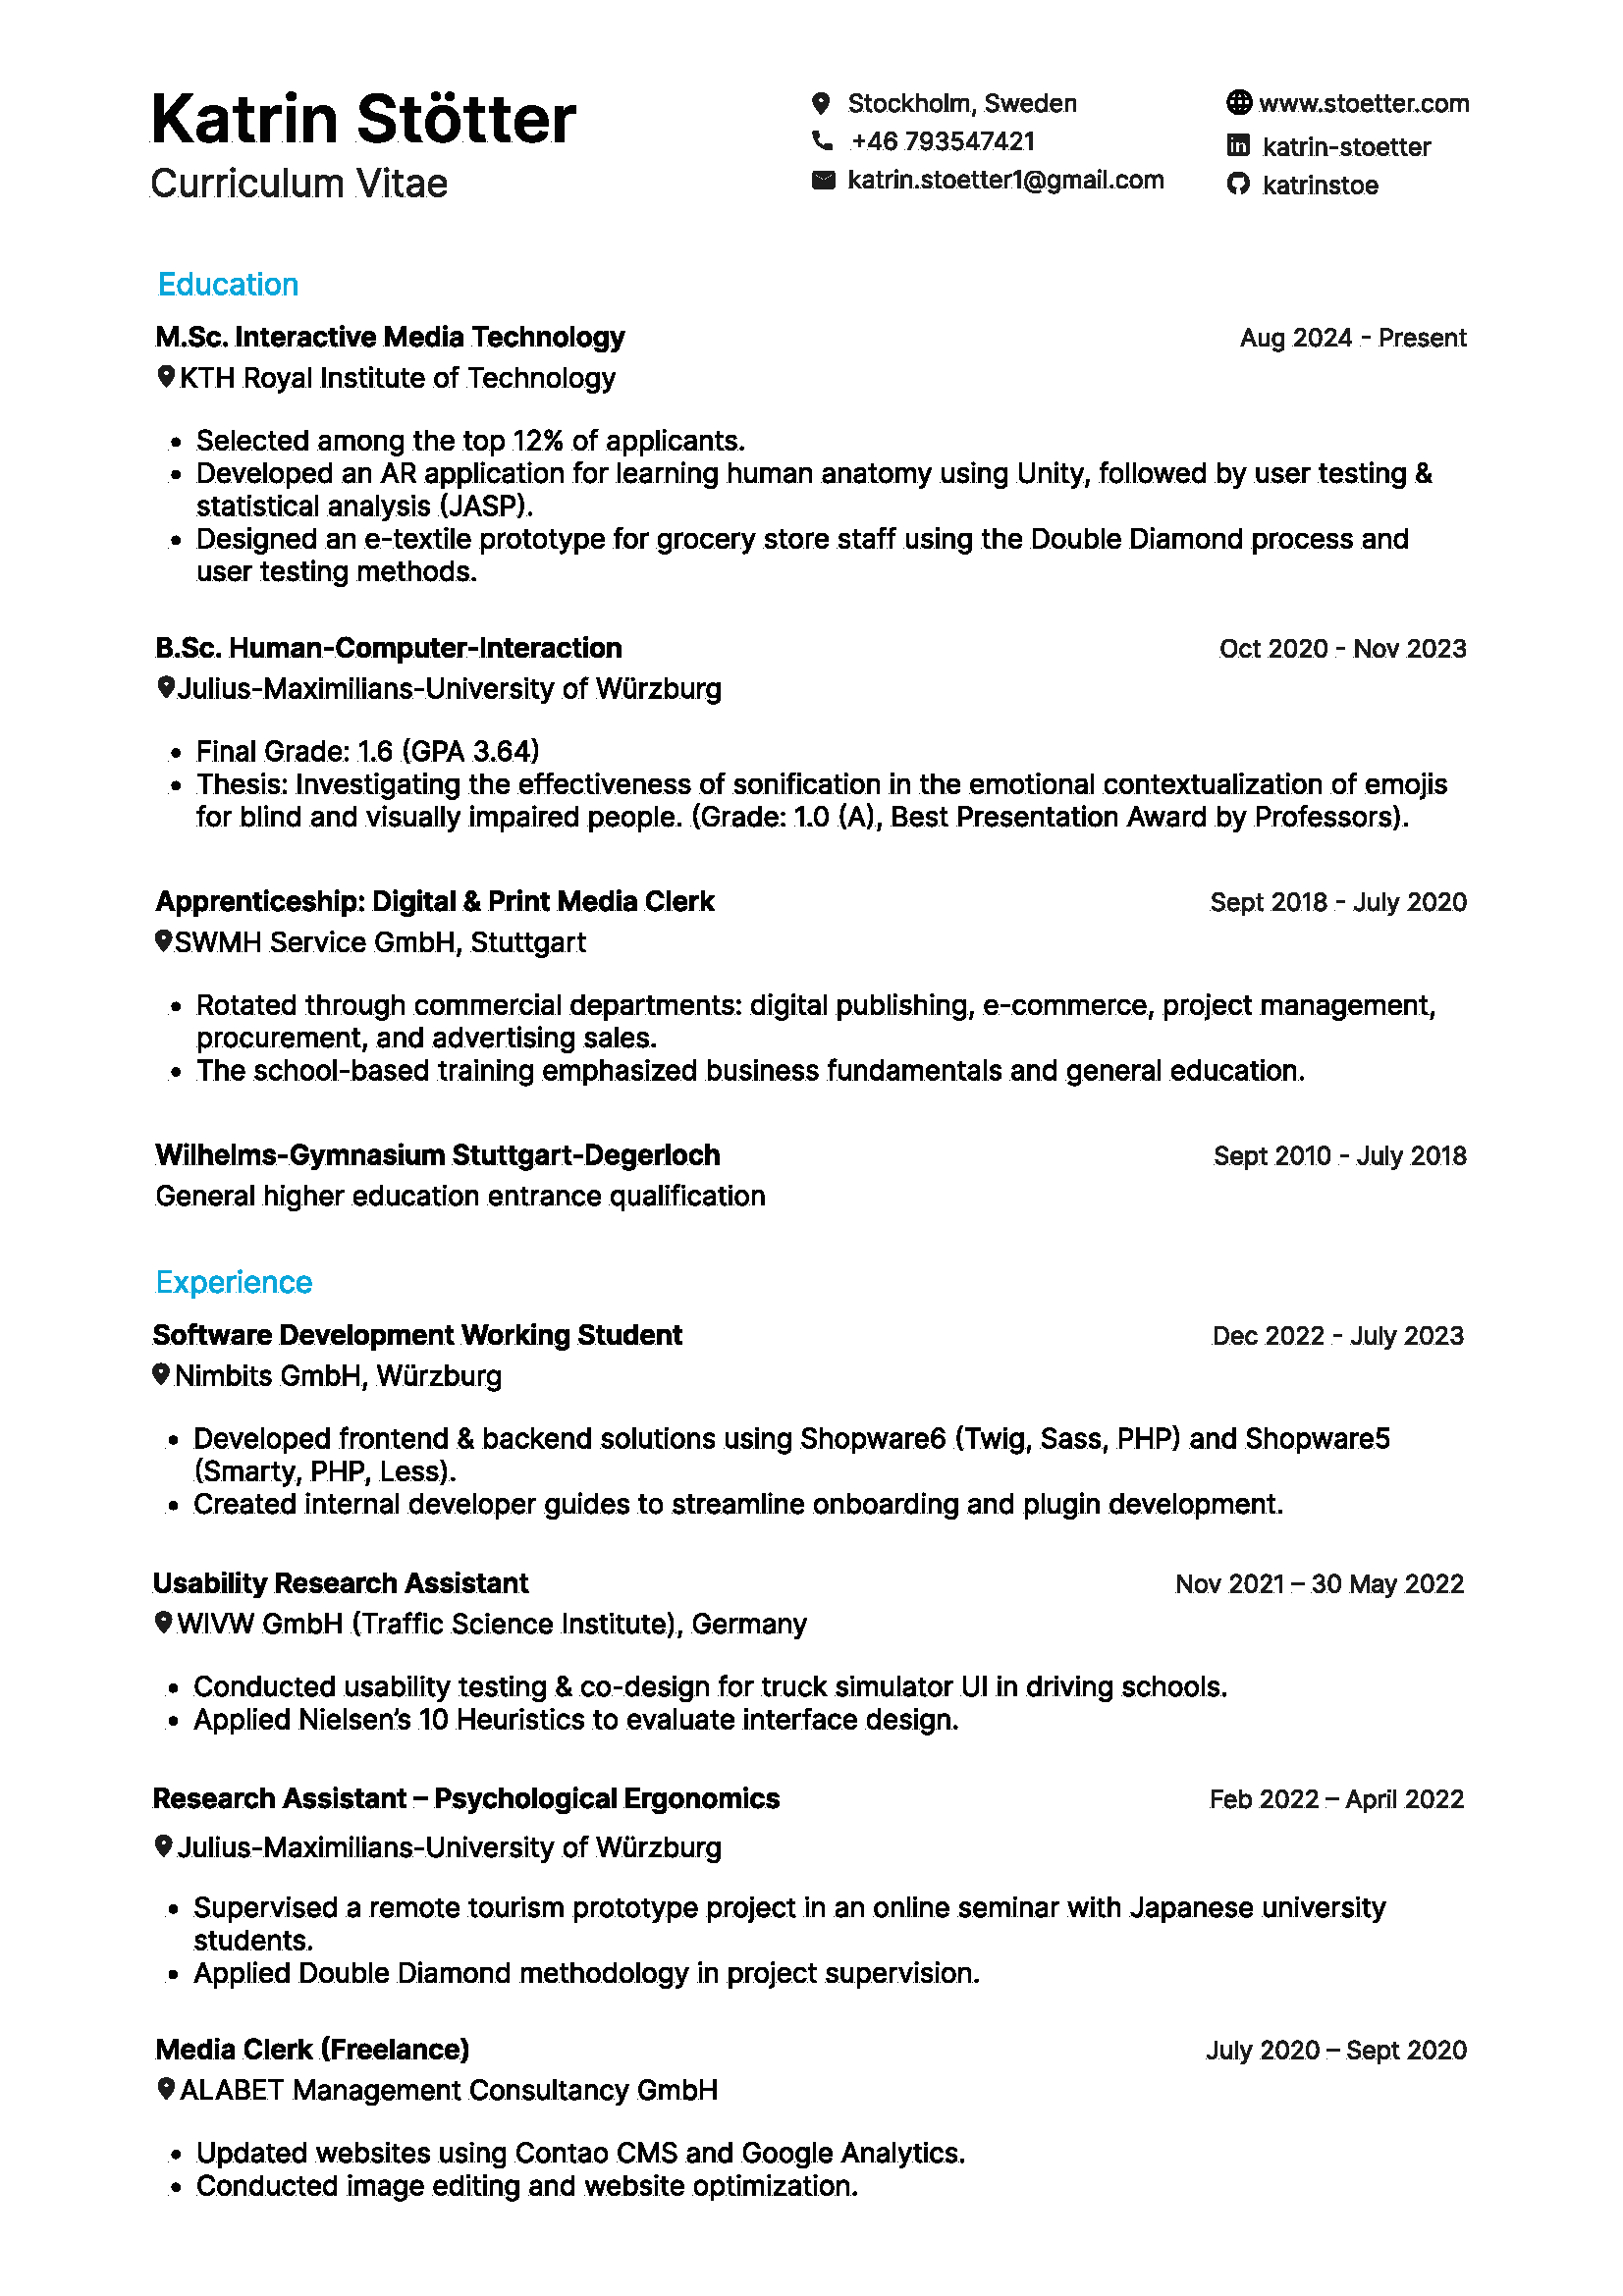 Katrin Stötter
Curriculum Vitae
Stockholm, Sweden
+46 793547421
katrin.stoetter1@gmail.com
www.stoetter.com
katrin-stoetter
katrinstoe
Education
M.Sc. Interactive Media Technology Aug 2024 - Present
KTH Royal Institute of Technology
• Selected among the top 12% of applicants.
• Developed an AR application for learning human anatomy using Unity, followed by user testing &
statistical analysis (JASP).
• Designed an e-textile prototype for grocery store staff using the Double Diamond process and
user testing methods.
B.Sc. Human-Computer-Interaction Oct 2020 - Nov 2023
Julius-Maximilians-University of Würzburg
• Final Grade: 1.6 (GPA 3.64)
• Thesis: Investigating the effectiveness of sonification in the emotional contextualization of emojis
for blind and visually impaired people. (Grade: 1.0 (A), Best Presentation Award by Professors).
Apprenticeship: Digital & Print Media Clerk Sept 2018 - July 2020
SWMH Service GmbH, Stuttgart
• Rotated through commercial departments: digital publishing, e-commerce, project management,
procurement, and advertising sales.
• The school-based training emphasized business fundamentals and general education.
Wilhelms-Gymnasium Stuttgart-Degerloch Sept 2010 - July 2018
General higher education entrance qualification
Experience
Software Development Working Student Dec 2022 - July 2023
Nimbits GmbH, Würzburg
• Developed frontend & backend solutions using Shopware6 (Twig, Sass, PHP) and Shopware5
(Smarty, PHP, Less).
• Created internal developer guides to streamline onboarding and plugin development.
Usability Research Assistant Nov 2021 – 30 May 2022
WIVW GmbH (Traffic Science Institute), Germany
• Conducted usability testing & co-design for truck simulator UI in driving schools.
• Applied Nielsen’s 10 Heuristics to evaluate interface design.
Research Assistant – Psychological Ergonomics Feb 2022 – April 2022
Julius-Maximilians-University of Würzburg
• Supervised a remote tourism prototype project in an online seminar with Japanese university
students.
• Applied Double Diamond methodology in project supervision.
Media Clerk (Freelance) July 2020 – Sept 2020
ALABET Management Consultancy GmbH
• Updated websites using Contao CMS and Google Analytics.
• Conducted image editing and website optimization.